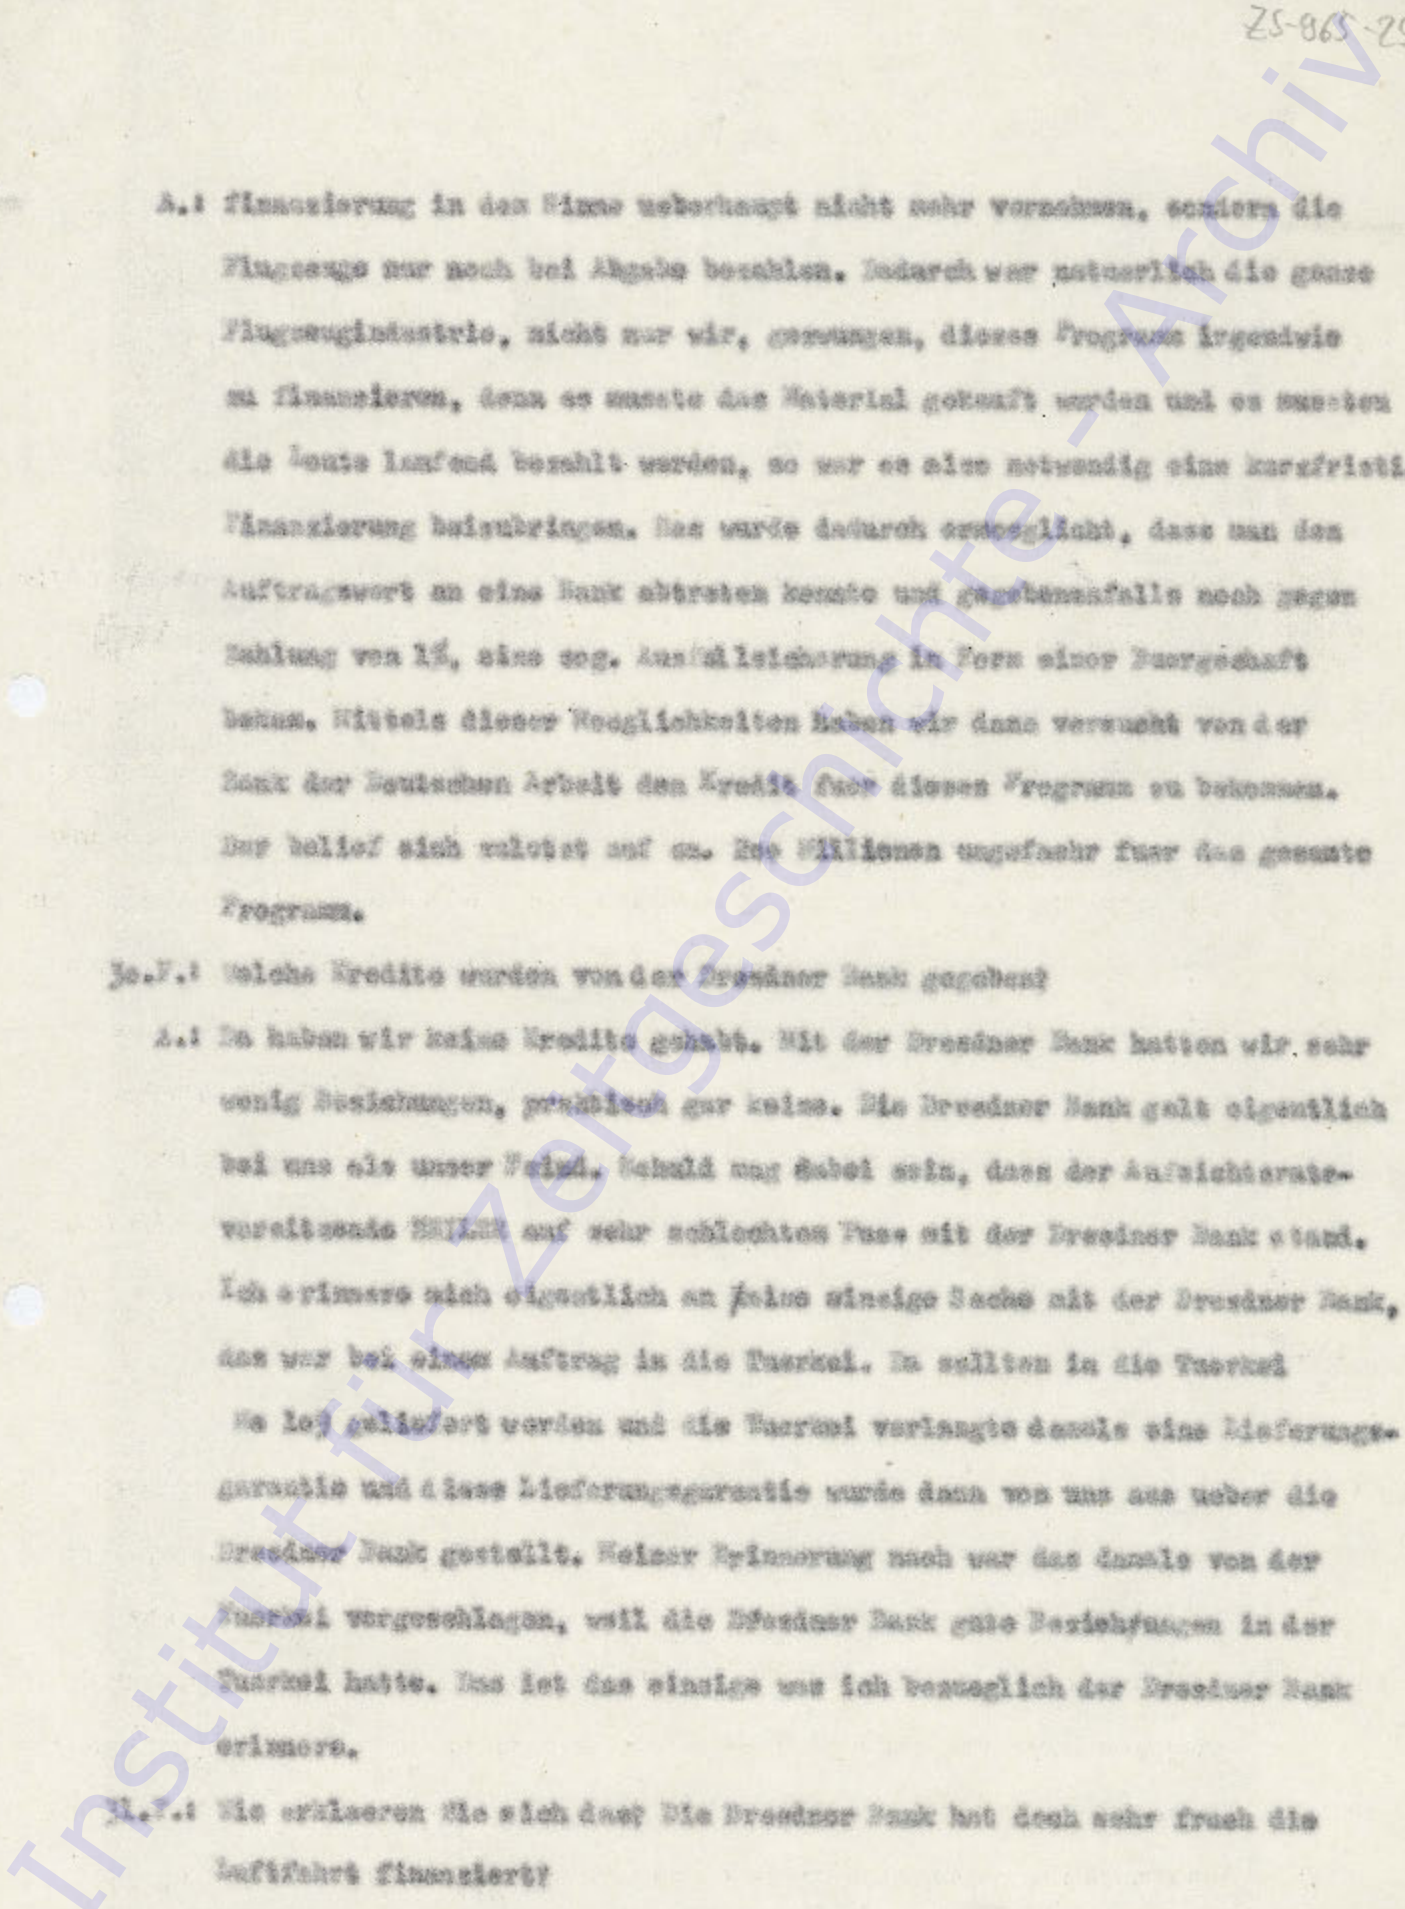 ZS-965-25
A.: finanzierung in dem Sinne ueberhaupt nicht mehr vornehmen, sondern die
Flugzeuge nur noch bei Abgabe bezahlen. Dadurch war natuerlich die ganze
Flugzeugindustrie, nicht nur wir, gezwungen, dieses Programm irgendwie
zu finanzieren, denn es musste das Material gekauft werden und es mussten
die Leute laufend bezahlt werden, so war es also notwendig eine kurzfristi
Finanzierung beizubringen. Das wurde dadurch ermoeglicht, dass man den
Auftragswert an eine Bank abtreten konnte und gegebenenfalls noch gegen
Zahlung von 1%, eine sog. Ausfallsicherung in Form einer Buergschaft
bekam. Mittels dieser Moeglichkeiten haben wir dann versucht von der
Bank der Deutschen Arbeit den Kredit fuer dieses Programm zu bekommen.
Der belief sich zuletzt auf ca. 2oo Millionen ungefaehr fuer das gesamte
Programm.
3o.F.: Welche Kredite wurden von der Dresdner Bank gegeben?
A.: Da haben wir keine Kredite gehabt. Mit der Dresdner Bank hatten wir sehr
wenig Beziehungen, praktisch gar keine. Die Dresdner Bank galt eigentlich
bei uns als unser Feind. Schuld mag dabei sein, dass der Aufsichtsrats-
vorsitzende auf sehr schlechtem Fuss mit der Dresdner Bank stand.
Ich erinnere mich eigentlich an eine einzige Sache mit der Dresdner Bank,
das war bei einem Auftrag in die Tuerkei. Da sollten in die Tuerkei
geliefert werden und die Tuerkei verlangte damals eine Lieferungs-
garantie und diese Lieferungsgarantie wurde dann von uns aus ueber die
Dresdner Bank gestellt. Meiner Erinnerung nach war das damals von der
Tuerkei vorgeschlagen, weil die Dresdner Bank gute Beziehungen in der
Tuerkei hatte. Das ist das einzige was ich bezueglich der Dresdner Bank
erinnere.
31.F.: Wie erklaeren Sie sich das? Die Dresdner Bank hat doch sehr frueh die
Luftfahrt finanziert?
Institut für Zeitgeschichte - Archiv